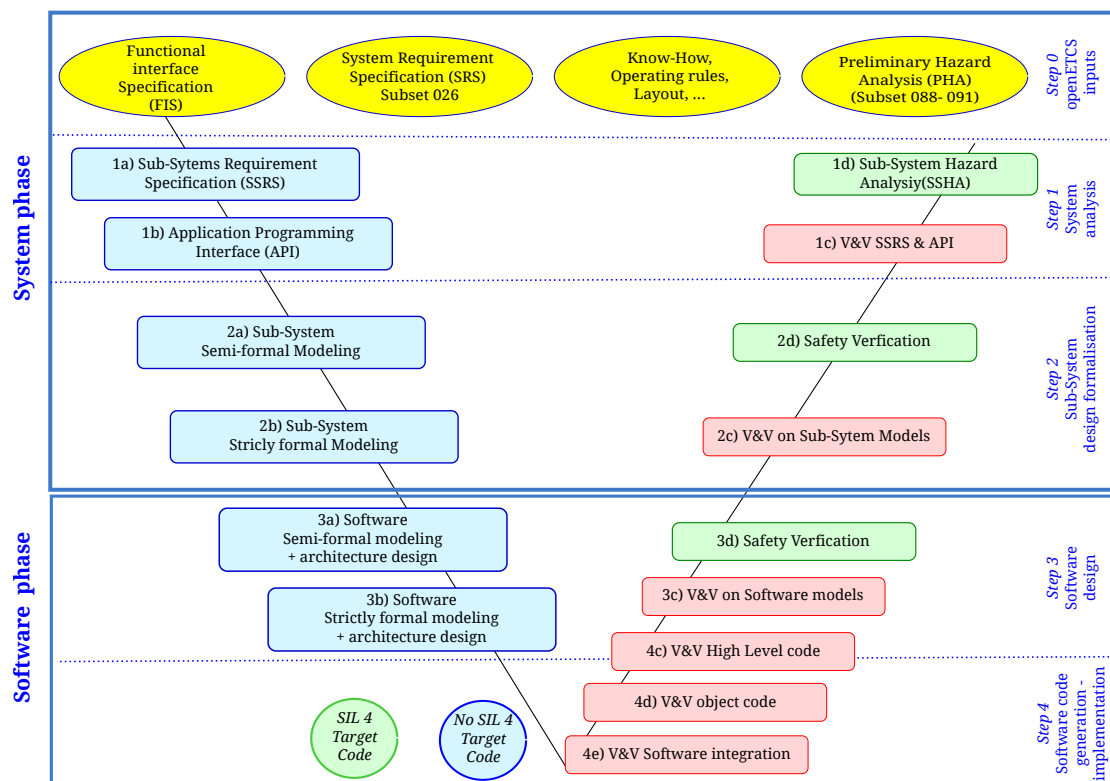 Functional
interface
Specification
(FIS)
System Requirement
Specification (SRS)
Subset 026
Know-How,
Operating rules,
Layout, ...
Preliminary Hazard
Analysis (PHA)
(Subset 088- 091)
Step 0
openETCS
inputs
System phase
1a) Sub-Sytems Requirement
Specification (SSRS)
1d) Sub-System Hazard
Analysiy(SSHA)
1b) Application Programming
Interface (API)
1c) V&V SSRS & API
Step 1
System
analysis
2a) Sub-System
Semi-formal Modeling
2d) Safety Verfication
2b) Sub-System
Stricly formal Modeling
2c) V&V on Sub-Sytem Models
Step 2
Sub-System
design formalisation
Software phase
3a) Software
Semi-formal modeling
+ architecture design
3d) Safety Verfication
3b) Software
Strictly formal modeling
+ architecture design
3c) V&V on Software models
Step 3
Software
design
4c) V&V High Level code
4d) V&V object code
4e) V&V Software integration
SIL 4
Target
Code
No SIL 4
Target
Code
Step 4
Software code
generation -
implementation